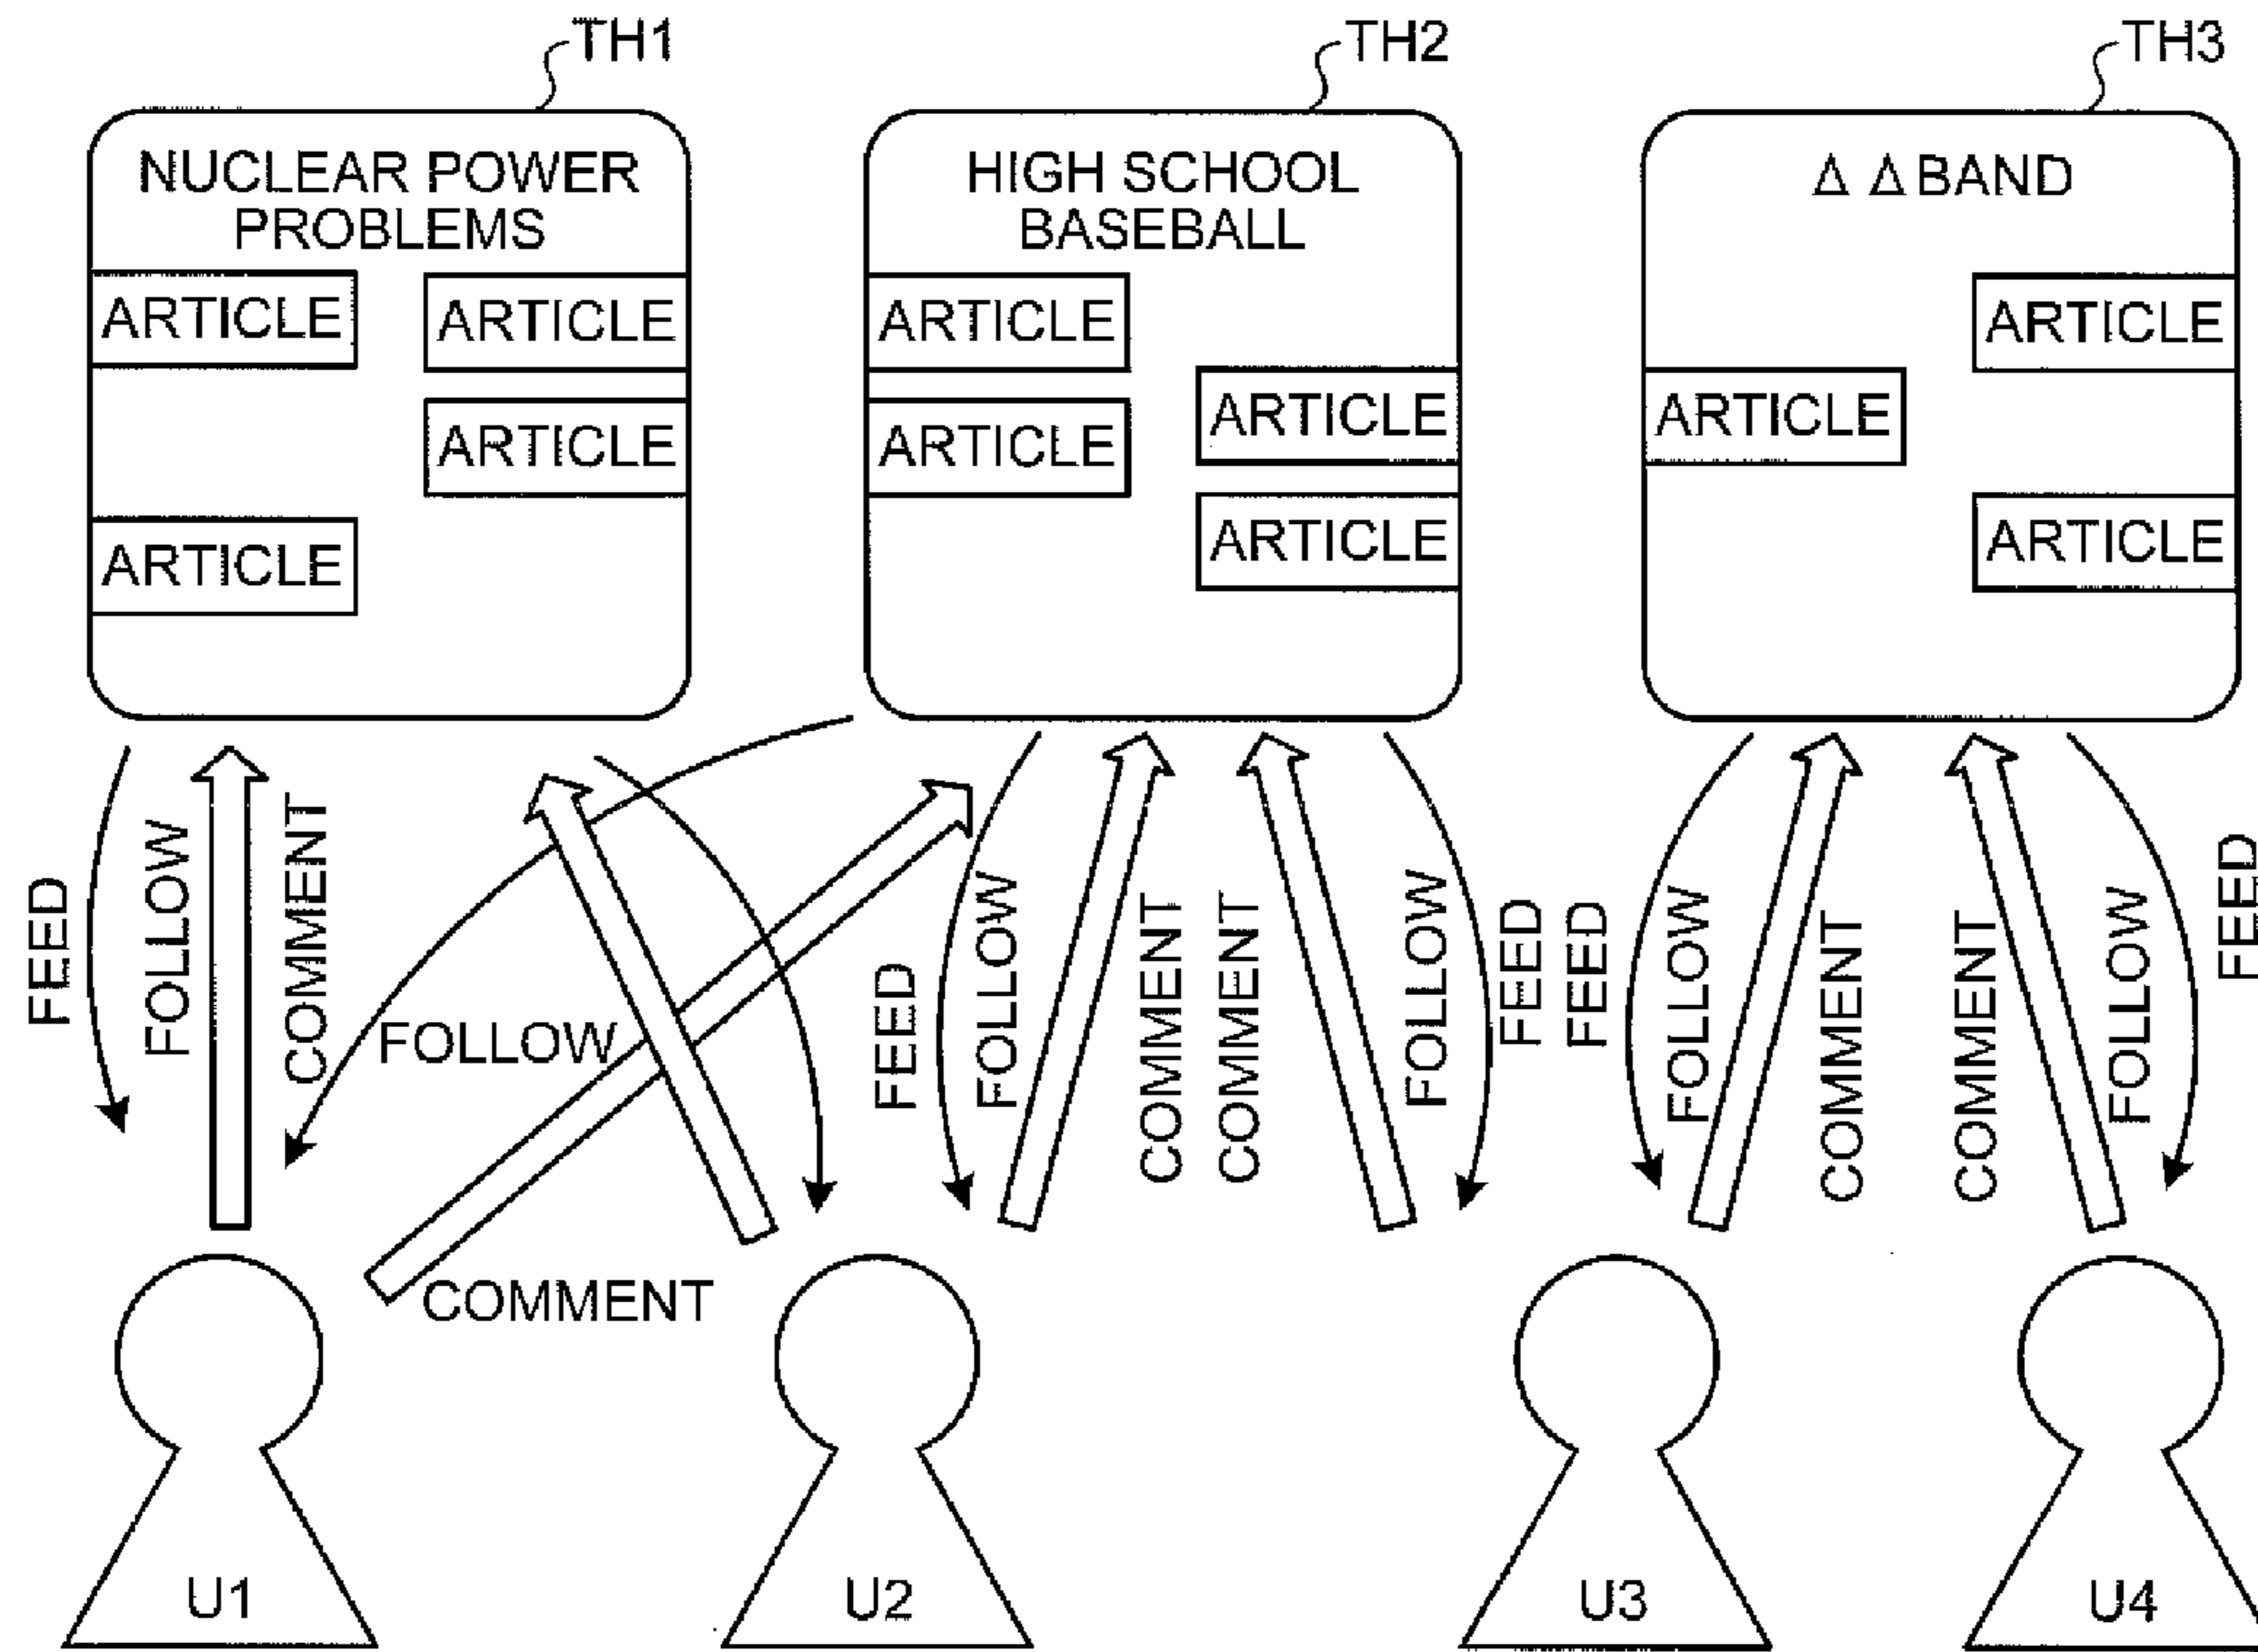 TH1
TH2
TH3
NUCLEAR POWER
PROBLEMS
ARTICLE
ARTICLE
ARTICLE
ARTICLE
HIGH SCHOOL
BASEBALL
ARTICLE
ARTICLE
ARTICLE
ARTICLE
Δ Δ BAND
ARTICLE
ARTICLE
ARTICLE
FEED
FOLLOW
COMMENT
FOLLOW
COMMENT
FEED
FOLLOW
COMMENT
COMMENT
FOLLOW
FEED
FEED
FOLLOW
COMMENT
COMMENT
FOLLOW
FEED
U1
U2
U3
U4